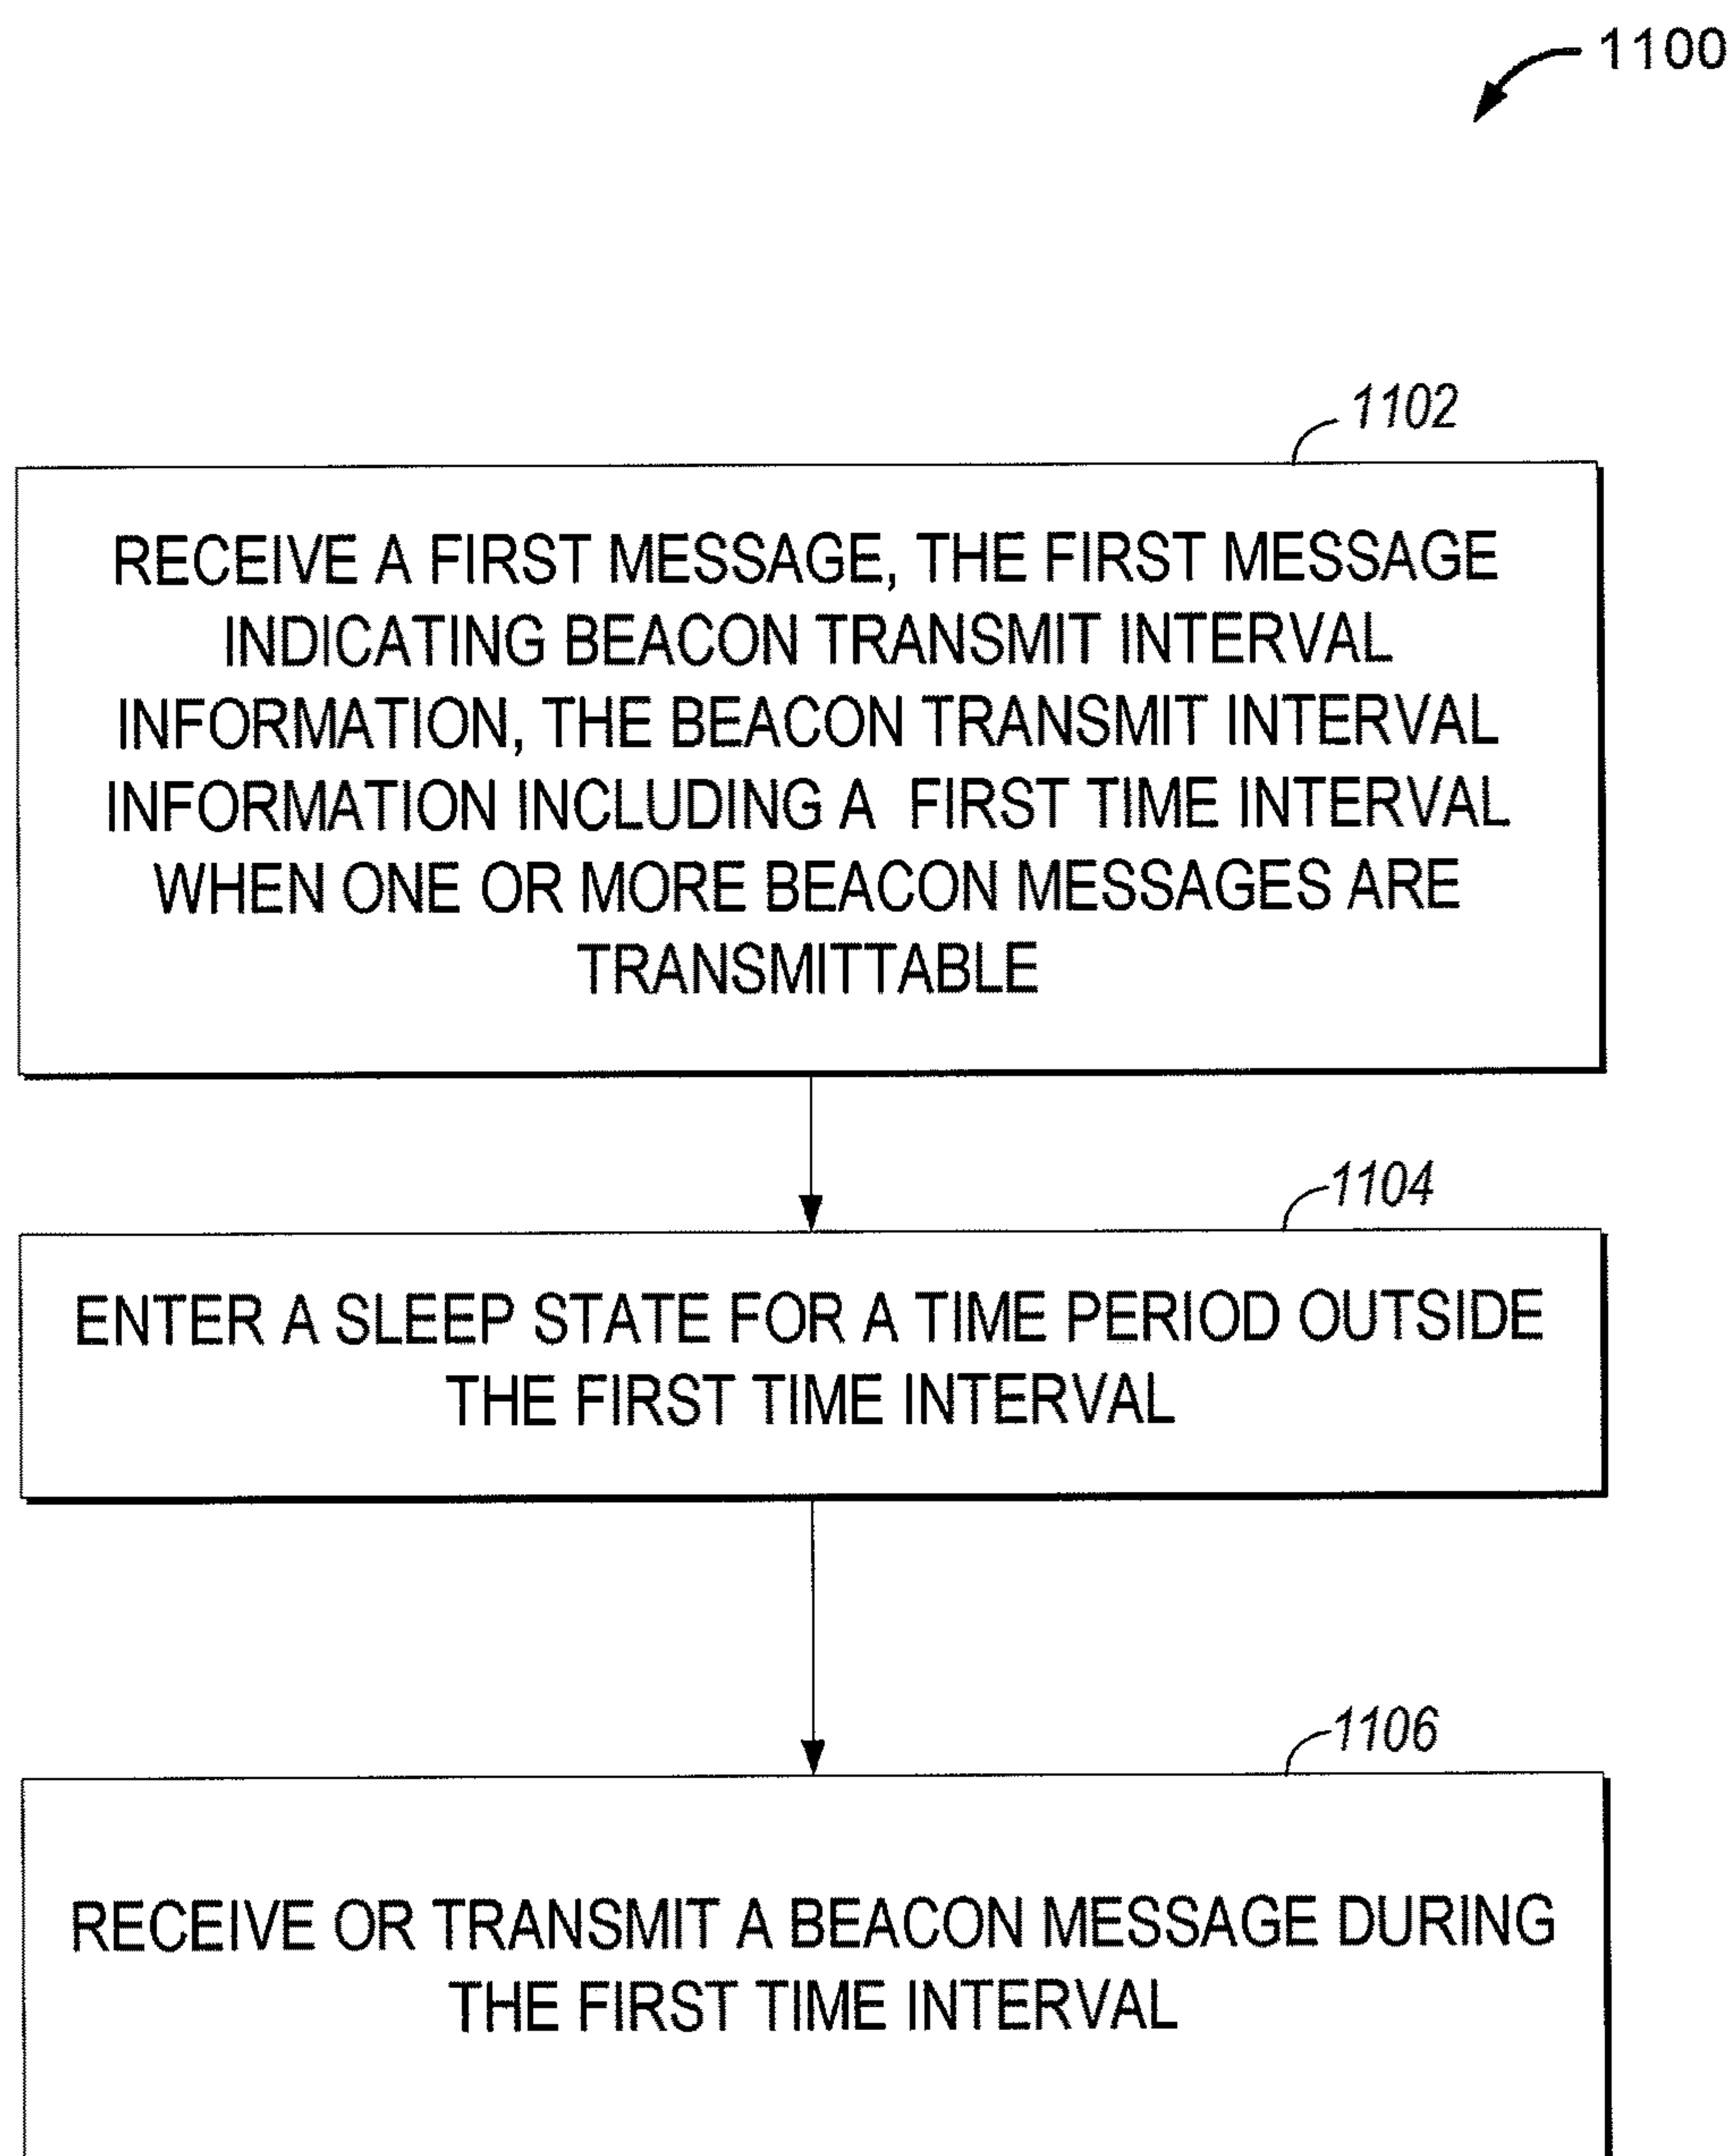 1100
1102
RECEIVE A FIRST MESSAGE, THE FIRST MESSAGE
INDICATING BEACON TRANSMIT INTERVAL
INFORMATION, THE BEACON TRANSMIT INTERVAL
INFORMATION INCLUDING A FIRST TIME INTERVAL
WHEN ONE OR MORE BEACON MESSAGES ARE
TRANSMITTABLE
1104
ENTER A SLEEP STATE FOR A TIME PERIOD OUTSIDE
THE FIRST TIME INTERVAL
1106
RECEIVE OR TRANSMIT A BEACON MESSAGE DURING
THE FIRST TIME INTERVAL